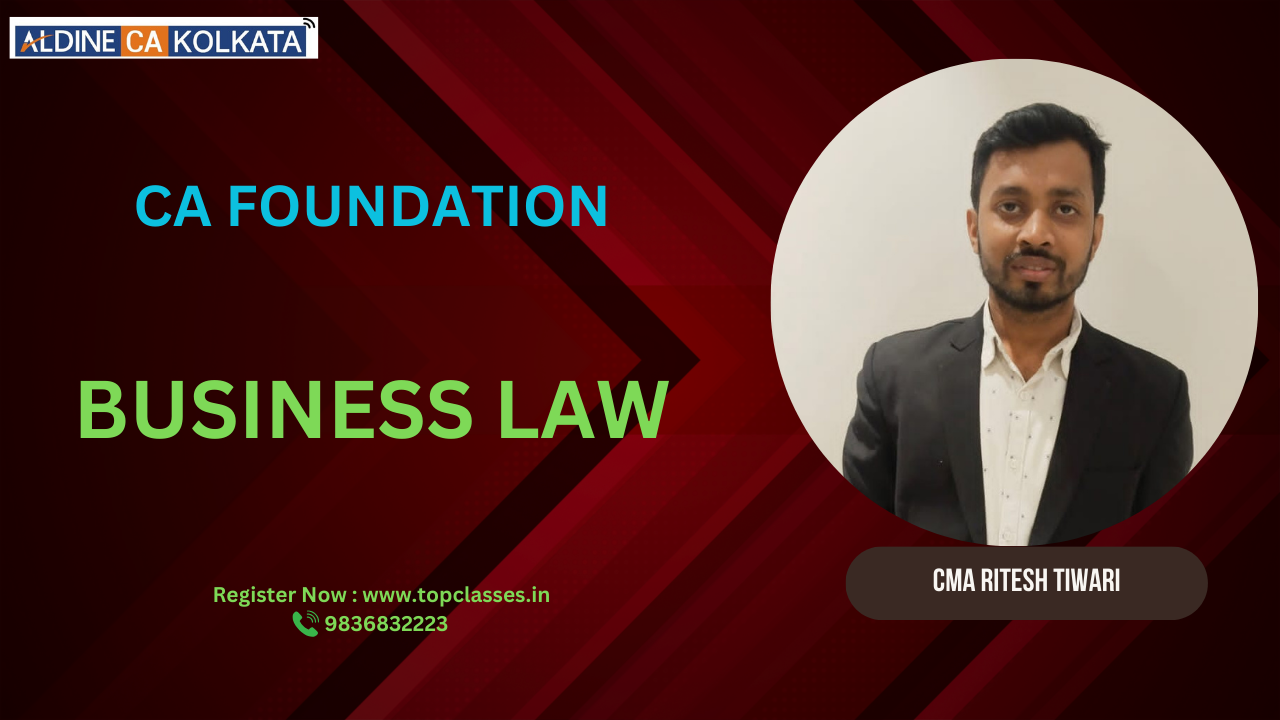 ALDINE CA KOLKATA
CA FOUNDATION
BUSINESS LAW
Register Now : www.topclasses.in
9836832223
CMA RITESH TIWARI